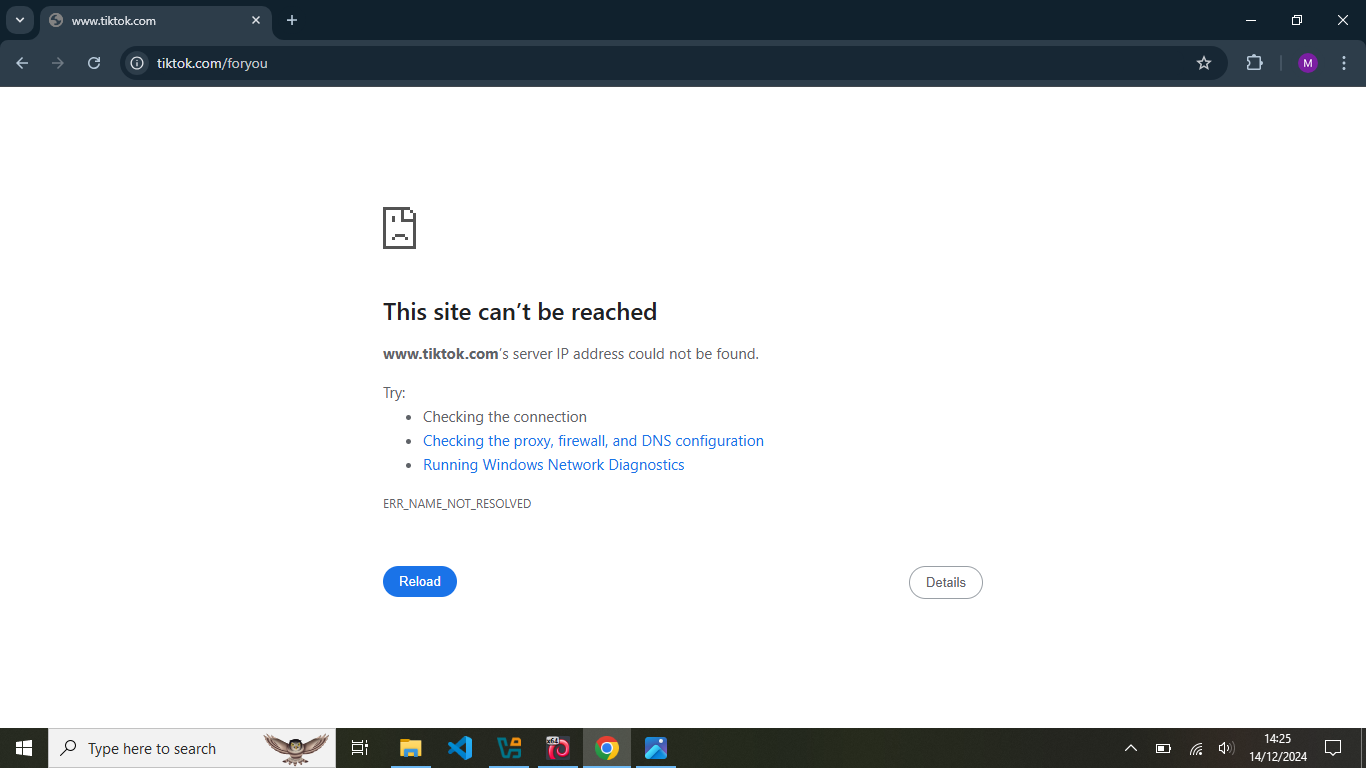 www.tiktok.com
tiktok.com/foryou
M
This site can't be reached
www.tiktok.com's server IP address could not be found.
Try:
Checking the connection
Checking the proxy, firewall, and DNS configuration
Running Windows Network Diagnostics
ERR_NAME_NOT_RESOLVED
Reload
Details
Type here to search
x64
14:25
14/12/2024